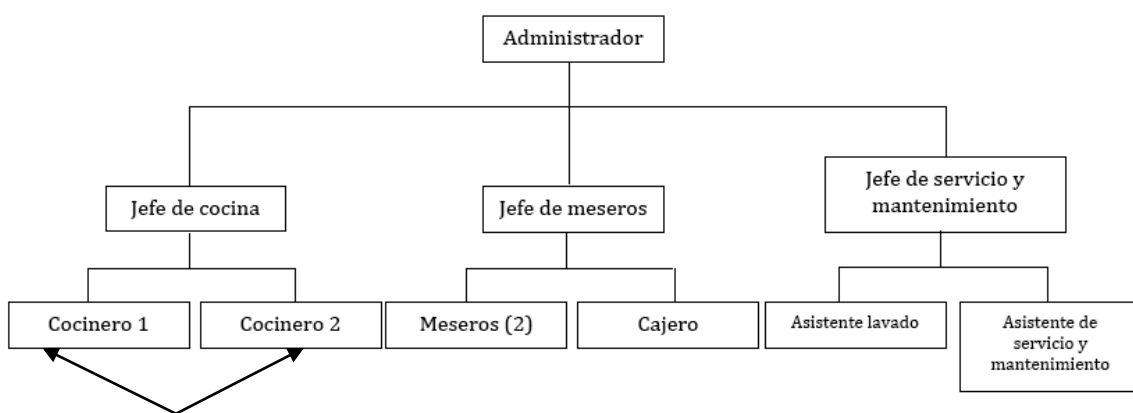 Administrador
Jefe de cocina
Jefe de meseros
Jefe de servicio y
mantenimiento
Cocinero 1
Cocinero 2
Meseros (2)
Cajero
Asistente lavado
Asistente de
servicio y
mantenimiento